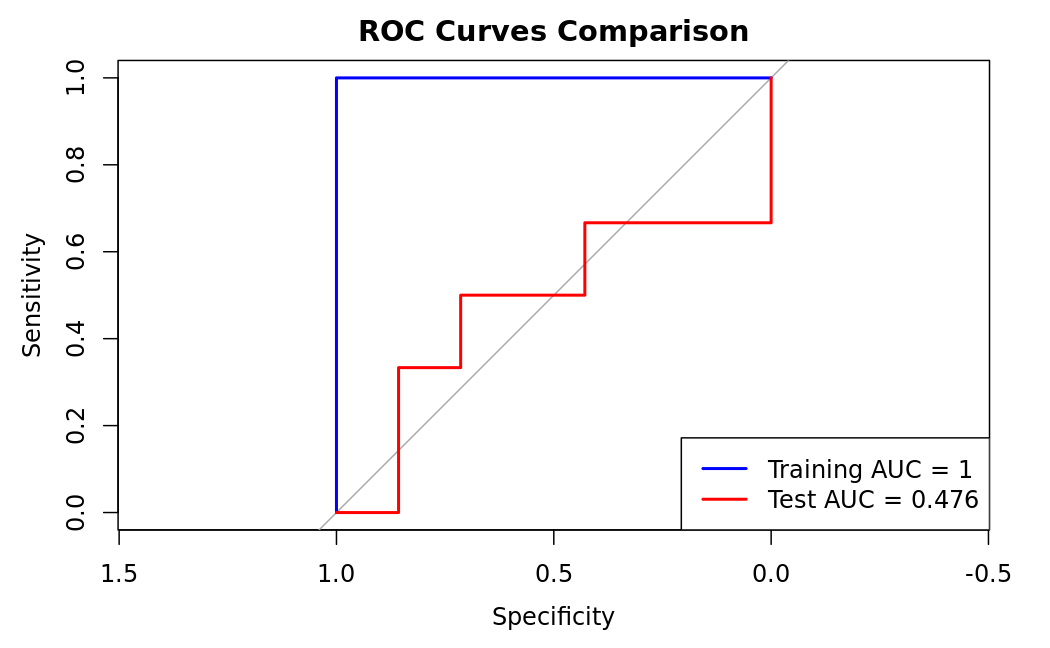 ROC Curves Comparison
Sensitivity
1.0
0.8
0.6
0.4
0.2
0.0
Training AUC = 1
Test AUC = 0.476
1.5 1.0 0.5 0.0 -0.5
Specificity